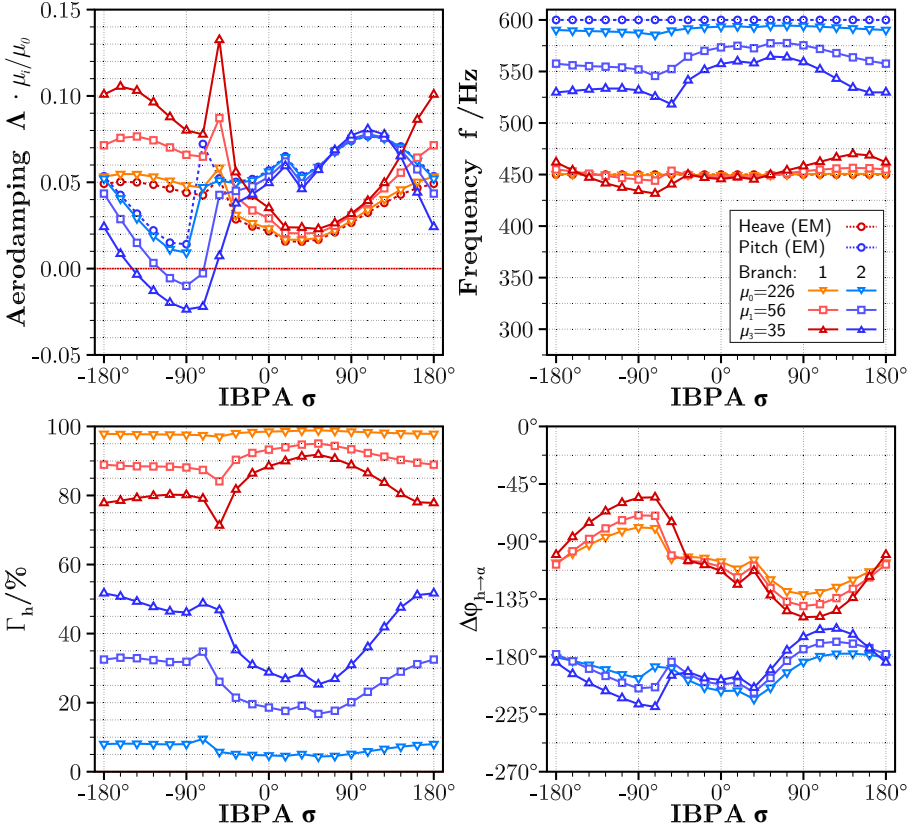 Aerodamping Λ · μᵢ/μ₀
0.15
0.10
0.05
0.00
-0.05
-180° -90° 0° 90° 180°
IBPA σ
Frequency f /Hz
600
550
500
450
400
350
300
-180° -90° 0° 90° 180°
IBPA σ
Heave (EM)
Pitch (EM)
Branch: 1 2
μ₀=226
μ₁=56
μ₃=35
Γₕ/%
100
80
60
40
20
0
-180° -90° 0° 90° 180°
IBPA σ
Δφₕ→α
0°
-45°
-90°
-135°
-180°
-225°
-270°
-180° -90° 0° 90° 180°
IBPA σ